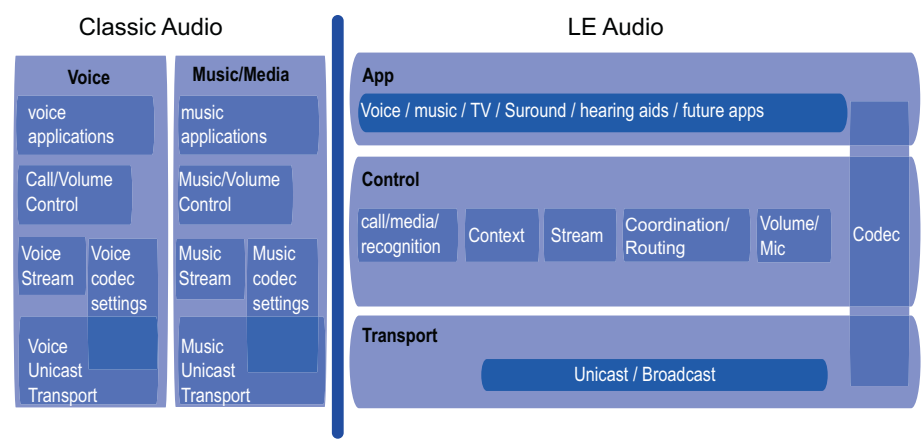 Classic Audio
LE Audio
Voice
voice
applications
Call/Volume
Control
Voice
Stream
Voice
codec
settings
Voice
Unicast
Transport
Music/Media
music
applications
Music/Volume
Control
Music
Stream
Music
codec
settings
Music
Unicast
Transport
App
Voice / music / TV / Suround / hearing aids / future apps
Control
call/media/
recognition
Context
Stream
Coordination/
Routing
Volume/
Mic
Codec
Transport
Unicast / Broadcast